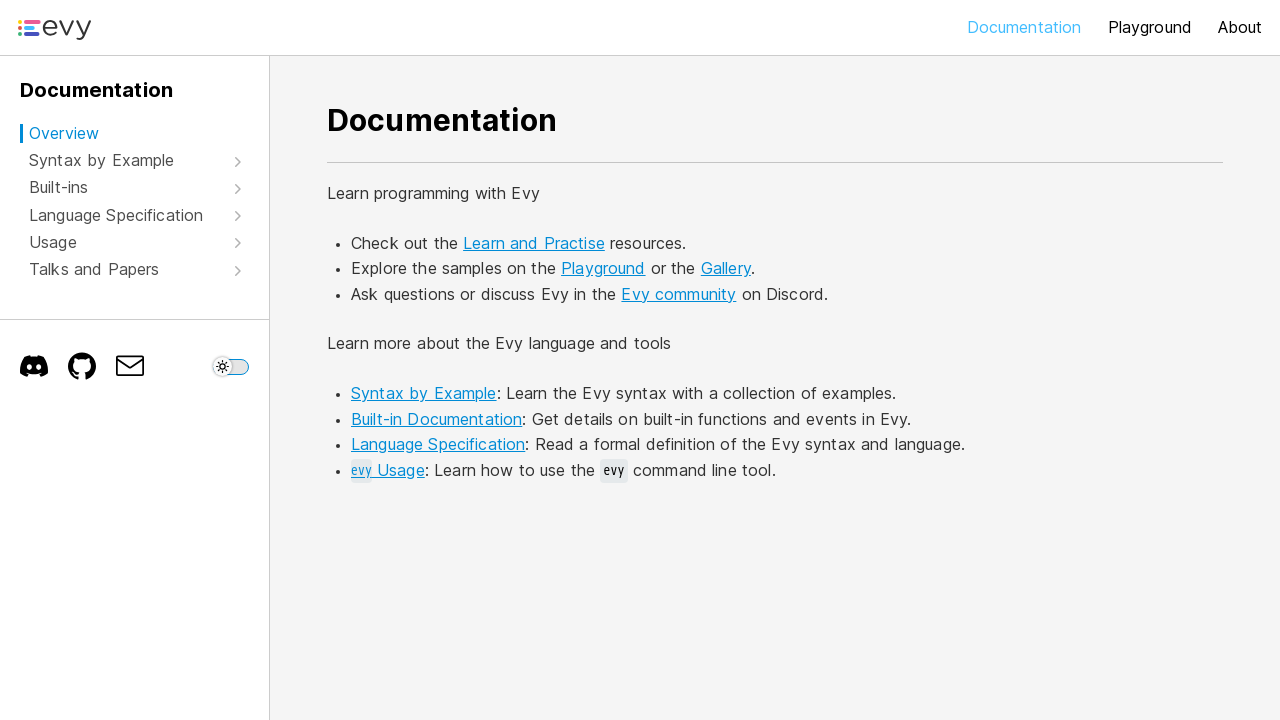 evy
Documentation
Playground
About
Documentation
Overview
Syntax by Example
Built-ins
Language Specification
Usage
Talks and Papers
Documentation
Learn programming with Evy
Check out the Learn and Practise resources.
Explore the samples on the Playground or the Gallery.
Ask questions or discuss Evy in the Evy community on Discord.
Learn more about the Evy language and tools
Syntax by Example: Learn the Evy syntax with a collection of examples.
Built-in Documentation: Get details on built-in functions and events in Evy.
Language Specification: Read a formal definition of the Evy syntax and language.
evy Usage: Learn how to use the evy command line tool.